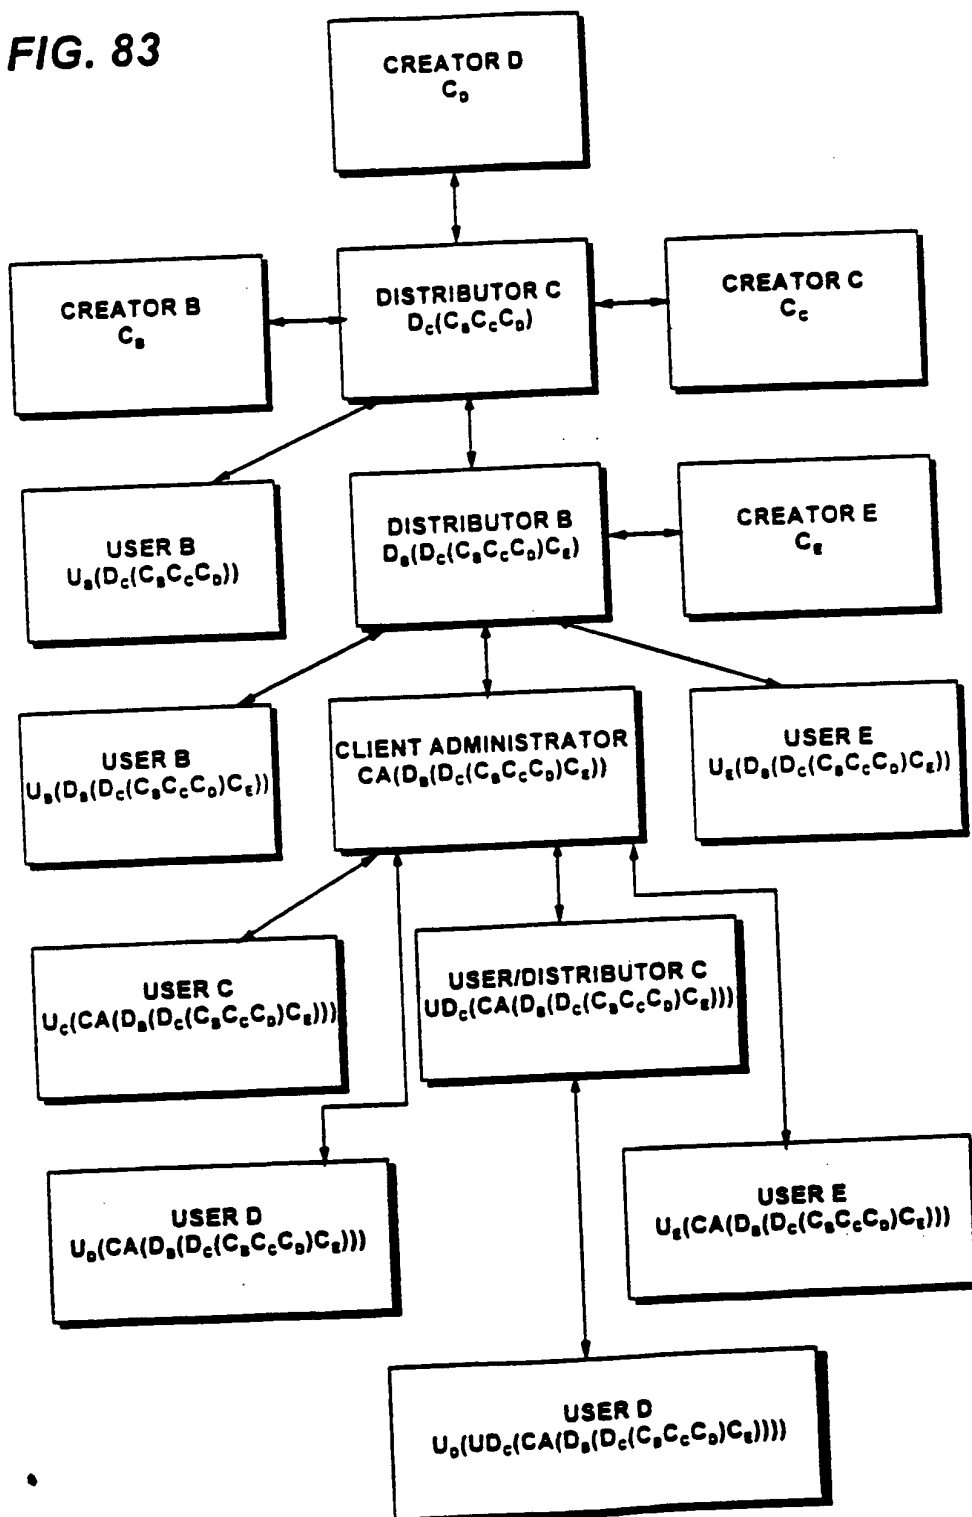 FIG. 83
CREATOR D
C_D
CREATOR B
C_B
DISTRIBUTOR C
D_C(C_BC_CC_D)
CREATOR C
C_C
USER B
U_B(D_C(C_BC_CC_D))
DISTRIBUTOR B
D_B(D_C(C_BC_CC_D)C_E)
CREATOR E
C_E
USER B
U_B(D_B(D_C(C_BC_CC_D)C_E))
CLIENT ADMINISTRATOR
CA(D_B(D_C(C_BC_CC_D)C_E))
USER E
U_E(D_B(D_C(C_BC_CC_D)C_E))
USER C
U_C(CA(D_B(D_C(C_BC_CC_D)C_E)))
USER/DISTRIBUTOR C
UD_C(CA(D_B(D_C(C_BC_CC_D)C_E)))
USER D
U_D(CA(D_B(D_C(C_BC_CC_D)C_E)))
USER E
U_E(CA(D_B(D_C(C_BC_CC_D)C_E)))
USER D
U_D(UD_C(CA(D_B(D_C(C_BC_CC_D)C_E))))